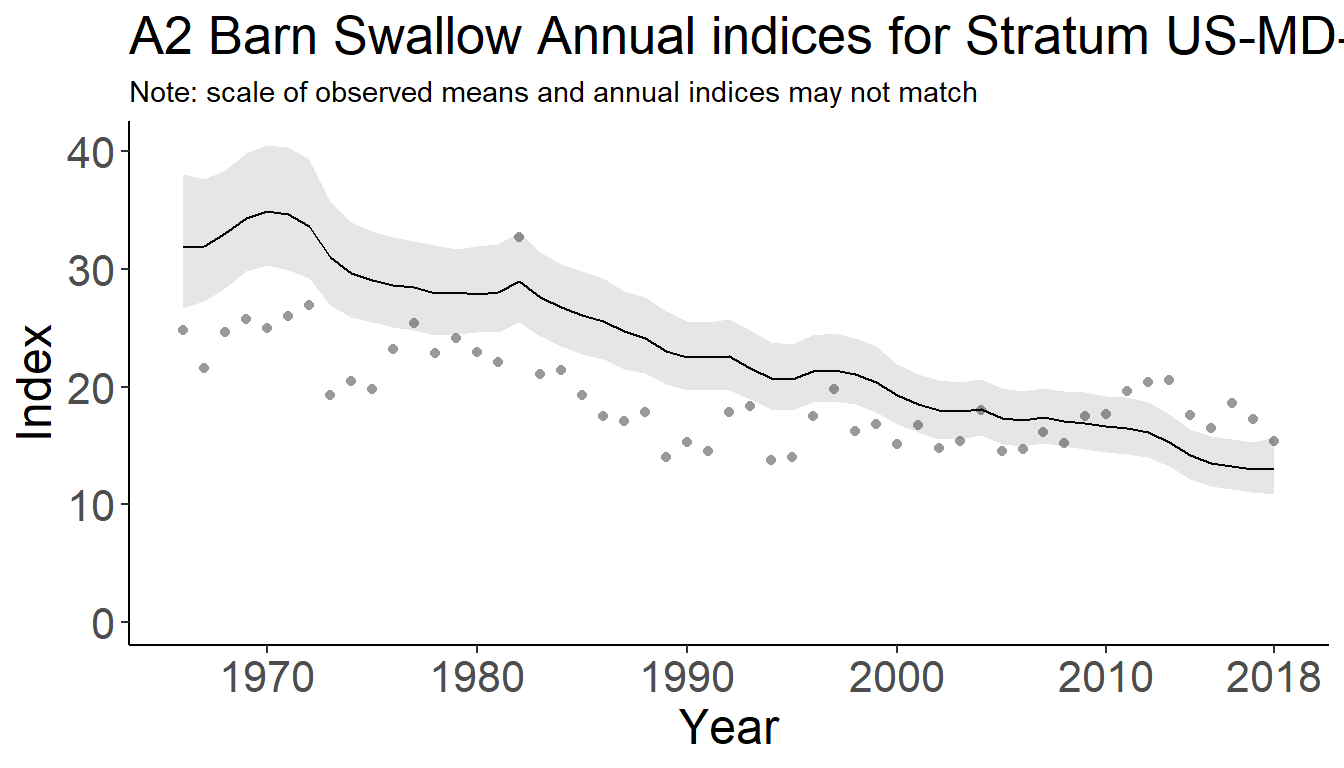 A2 Barn Swallow Annual indices for Stratum US-MD-
Note: scale of observed means and annual indices may not match
40
30
20
10
0
Index
1970 1980 1990 2000 2010 2018
Year